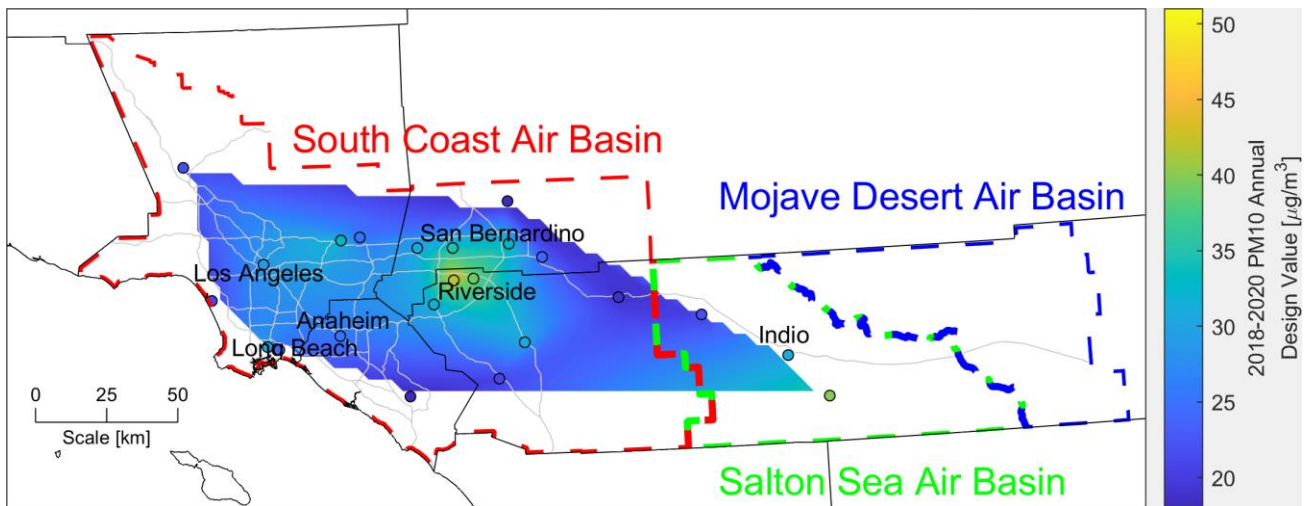 South Coast Air Basin
Mojave Desert Air Basin
San Bernardino
Los Angeles
Riverside
Anaheim
Indio
Long Beach
0 25 50
Scale [km]
Salton Sea Air Basin
50
45
40
35
30
25
20
2018-2020 PM10 Annual
Design Value [µg/m³]